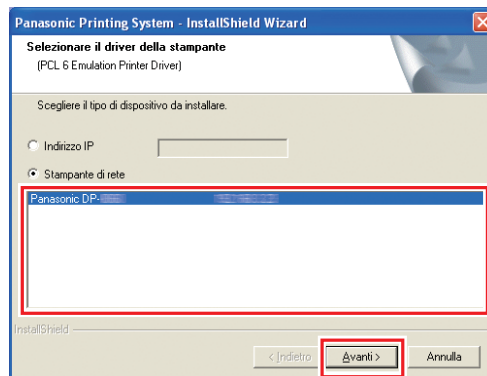 Panasonic Printing System - InstallShield Wizard
Selezionare il driver della stampante
(PCL 6 Emulation Printer Driver)
Scegliere il tipo di dispositivo da installare.
Indirizzo IP
Stampante di rete
Panasonic DP-
InstallShield
< Indietro
Avanti >
Annulla